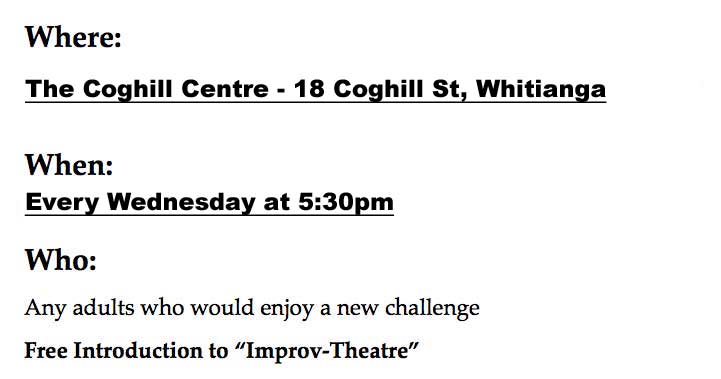 Where:
The Coghill Centre - 18 Coghill St, Whitianga
When:
Every Wednesday at 5:30pm
Who:
Any adults who would enjoy a new challenge
Free Introduction to “Improv-Theatre”